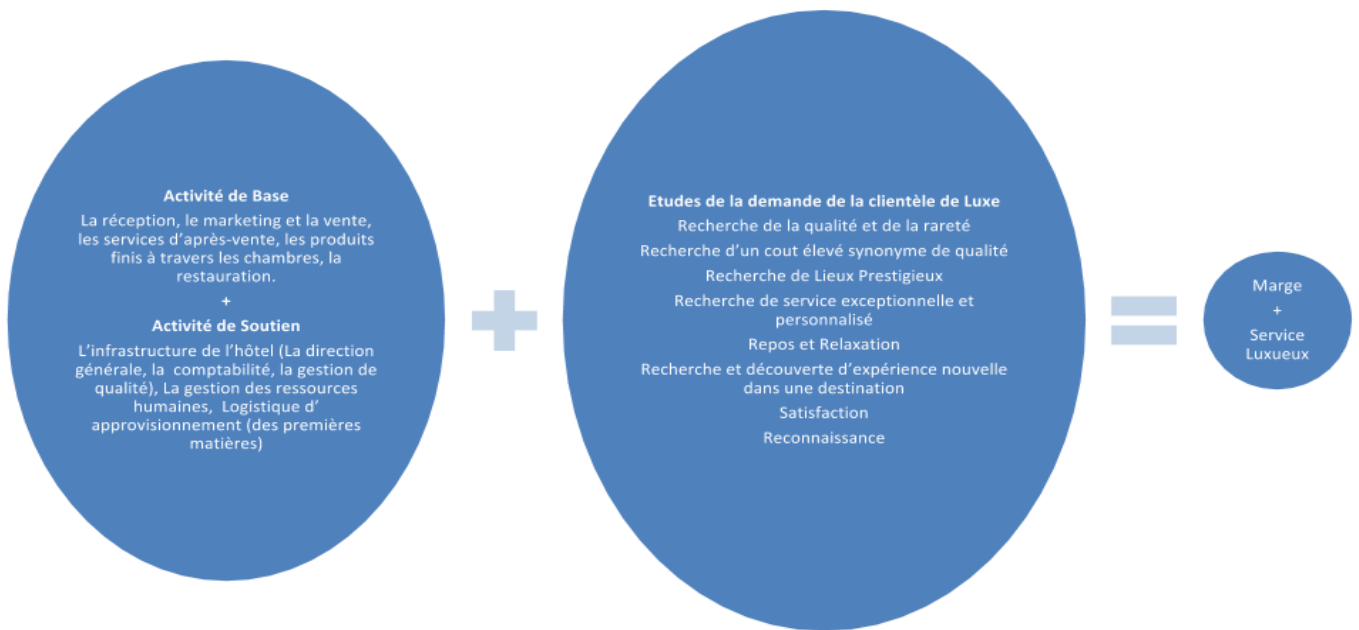 Activité de Base
La réception, le marketing et la vente,
les services d'après-vente, les produits
finis à travers les chambres, la
restauration.
+
Activité de Soutien
L'infrastructure de l'hôtel (La direction
générale, la  comptabilité, la gestion de
qualité), La gestion des ressources
humaines,  Logistique d'
approvisionnement (des premières
matières)
Etudes de la demande de la clientèle de Luxe
Recherche de la qualité et de la rareté
Recherche d'un cout élevé synonyme de qualité
Recherche de Lieux Prestigieux
Recherche de service exceptionnelle et
personnalisé
Repos et Relaxation
Recherche et découverte d'expérience nouvelle
dans une destination
Satisfaction
Reconnaissance
Marge
+
Service
Luxueux